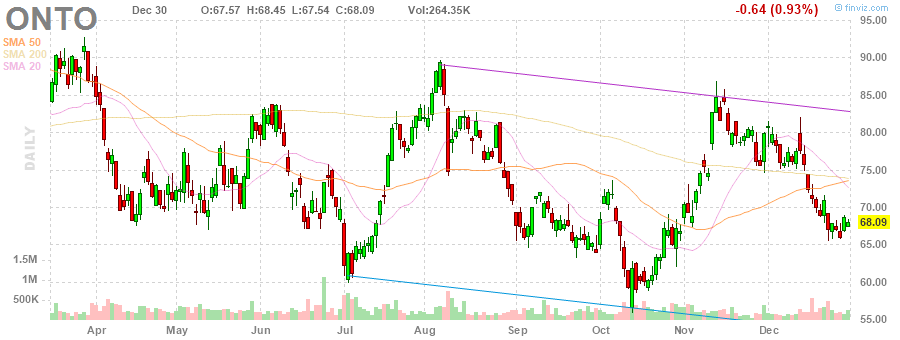 ONTO Dec 30 O:67.57 H:68.45 L:67.54 C:68.09 Vol:264.35K -0.64 (0.93%) © finviz.com
SMA 50
SMA 200
SMA 20
DAILY
95.00
90.00
85.00
80.00
75.00
70.00
68.09
65.00
60.00
55.00
1.5M
1M
500K
Apr May Jun Jul Aug Sep Oct Nov Dec